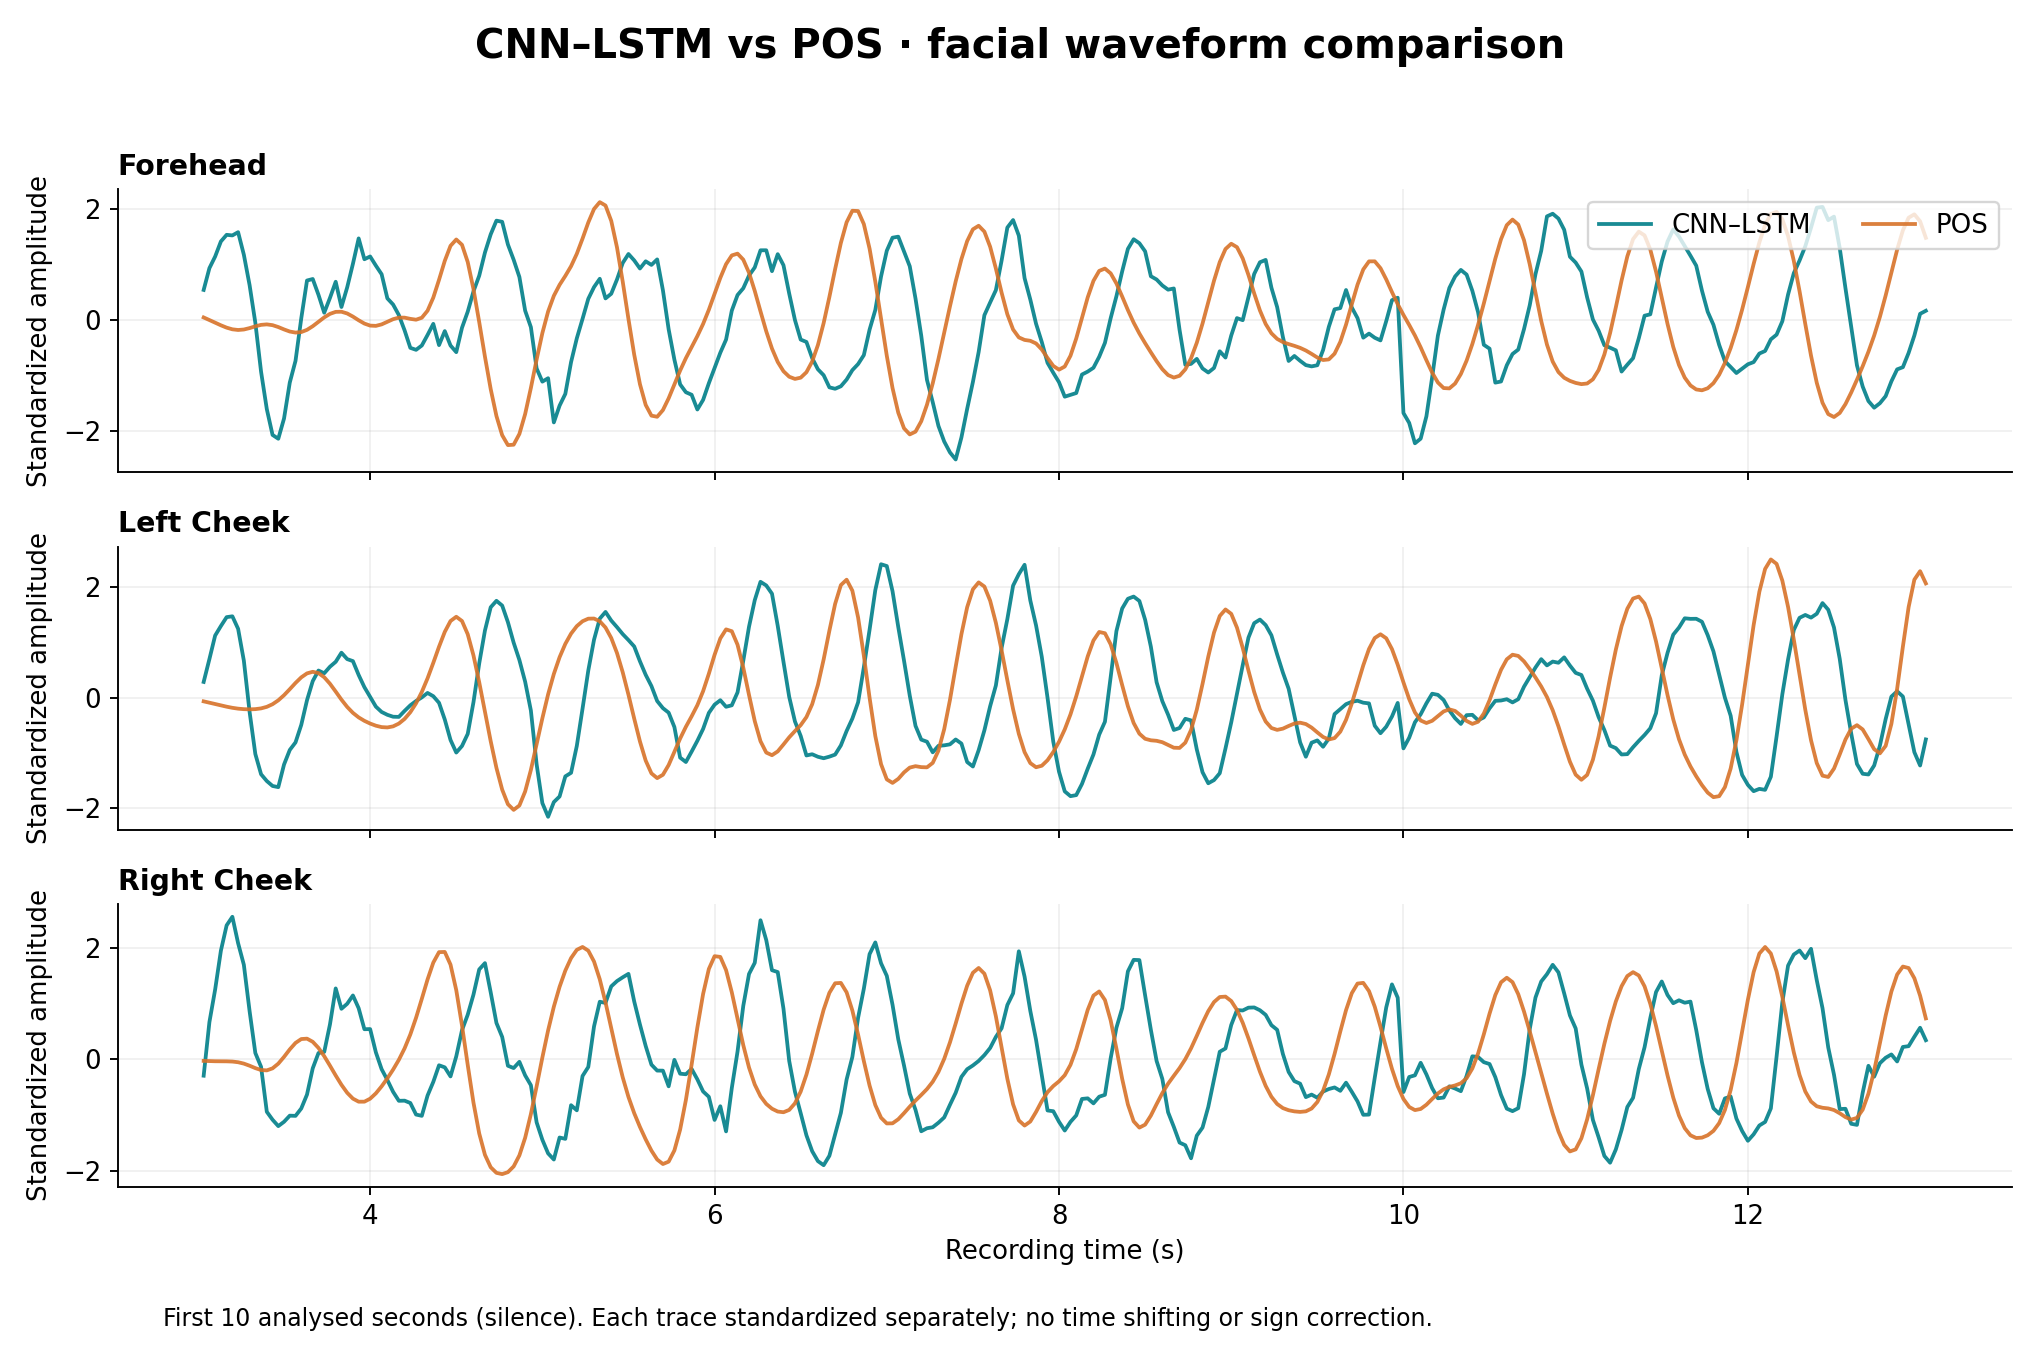 CNN–LSTM vs POS · facial waveform comparison
Forehead
Standardized amplitude
2
0
−2
CNN–LSTM
POS
Left Cheek
Standardized amplitude
2
0
−2
Right Cheek
Standardized amplitude
2
0
−2
4
6
8
10
12
Recording time (s)
First 10 analysed seconds (silence). Each trace standardized separately; no time shifting or sign correction.